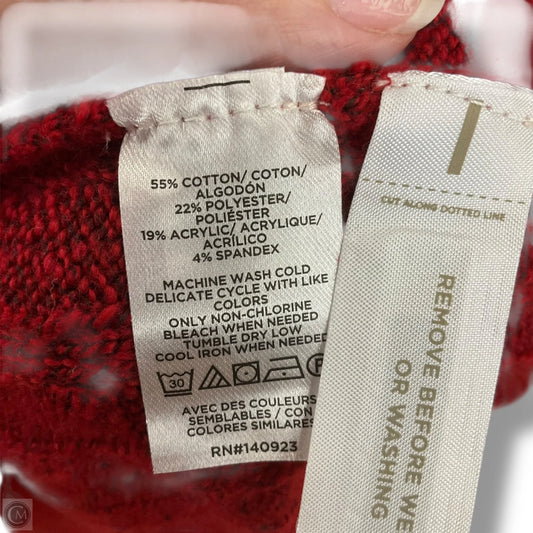 55% COTTON/ COTON/
ALGODÓN
22% POLYESTER/
POLIÉSTER
19% ACRYLIC/ ACRYLIQUE/
ACRÍLICO
4% SPANDEX
MACHINE WASH COLD
DELICATE CYCLE WITH LIKE
COLORS
ONLY NON-CHLORINE
BLEACH WHEN NEEDED
TUMBLE DRY LOW
COOL IRON WHEN NEEDED
30
P
AVEC DES COULEURS
SEMBLABLES / CON
COLORES SIMILARES
RN#140923
CUT ALONG DOTTED LINE
REMOVE BEFORE WE
OR WASHING
CM